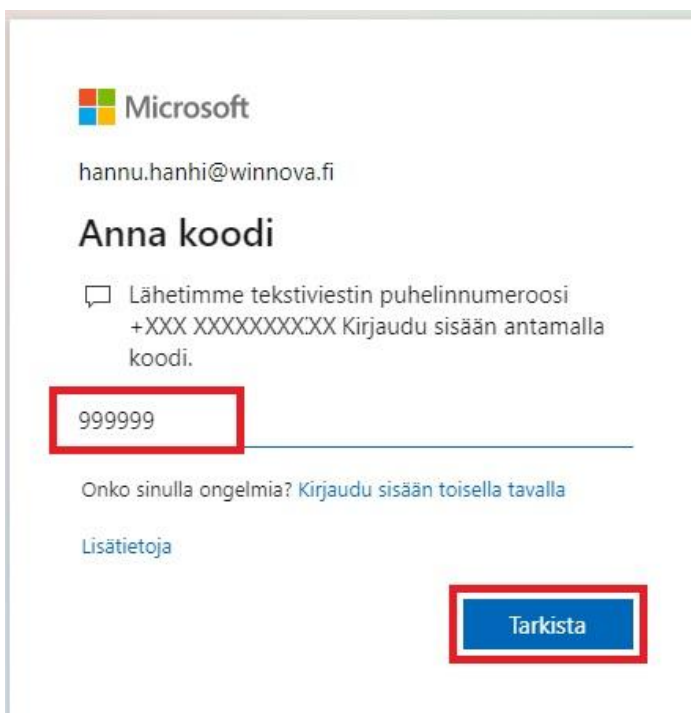 Microsoft
hannu.hanhi@winnova.fi
Anna koodi
Lähetimme tekstiviestin puhelinnumeroosi
+XXX XXXXXXXXXX Kirjaudu sisään antamalla
koodi.
999999
Onko sinulla ongelmia? Kirjaudu sisään toisella tavalla
Lisätietoja
Tarkista